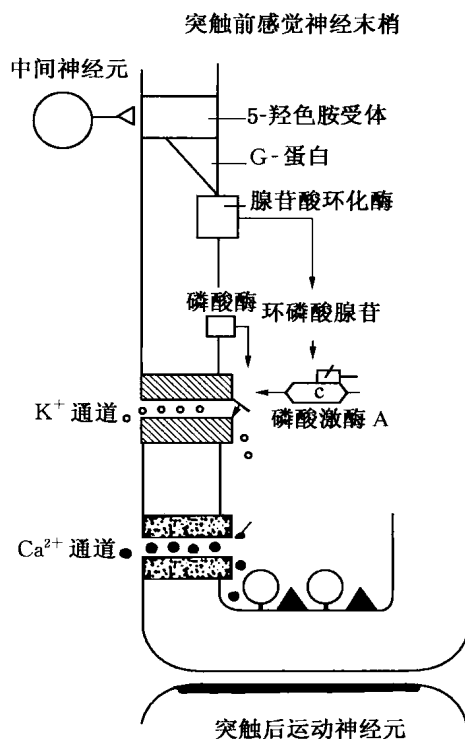 突触前感觉神经末梢
中间神经元
5-羟色胺受体
G-蛋白
腺苷酸环化酶
磷酸酶
环磷酸腺苷
c
K⁺通道
磷酸激酶 A
Ca²⁺通道
突触后运动神经元